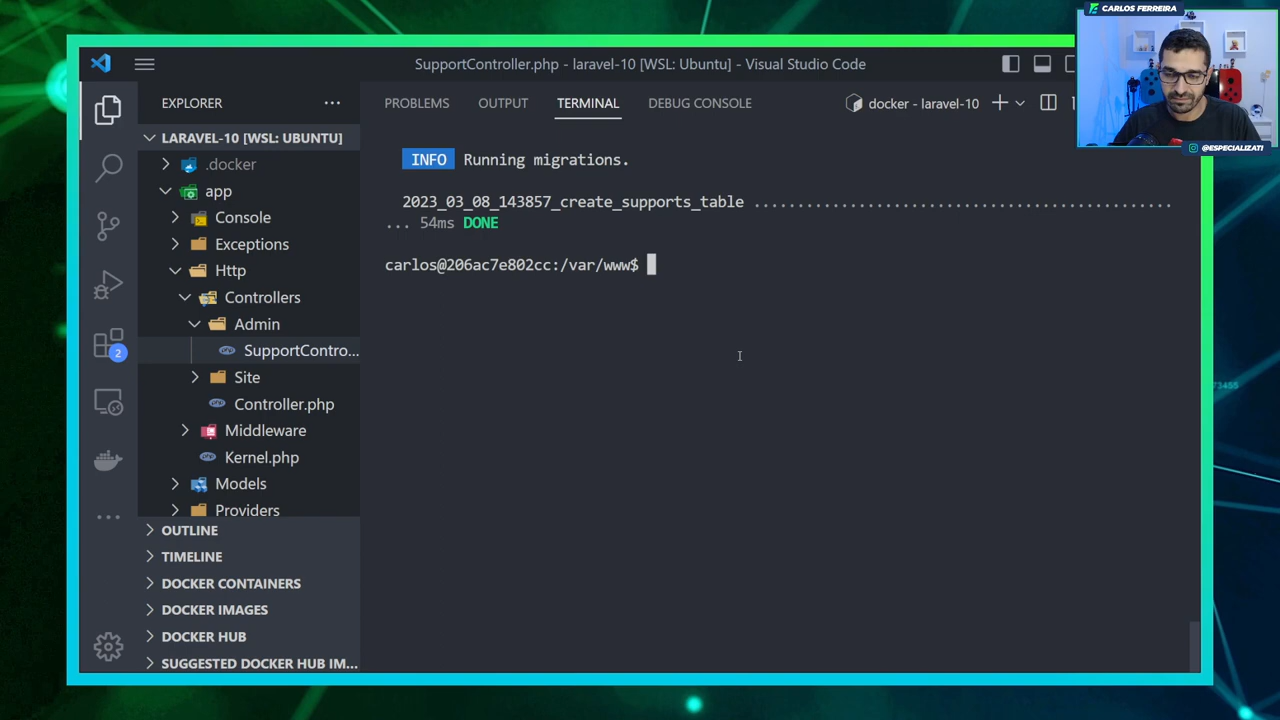 CARLOS FERREIRA
@ESPECIALIZATI
SupportController.php - laravel-10 [WSL: Ubuntu] - Visual Studio Code
EXPLORER
LARAVEL-10 [WSL: UBUNTU]
.docker
app
Console
Exceptions
Http
Controllers
Admin
SupportContro...
Site
Controller.php
Middleware
Kernel.php
Models
Providers
OUTLINE
TIMELINE
DOCKER CONTAINERS
DOCKER IMAGES
DOCKER HUB
SUGGESTED DOCKER HUB IM...
2
PROBLEMS OUTPUT TERMINAL DEBUG CONSOLE
docker - laravel-10
INFO Running migrations.
2023_03_08_143857_create_supports_table ................................................
... 54ms DONE
carlos@206ac7e802cc:/var/www$
73455